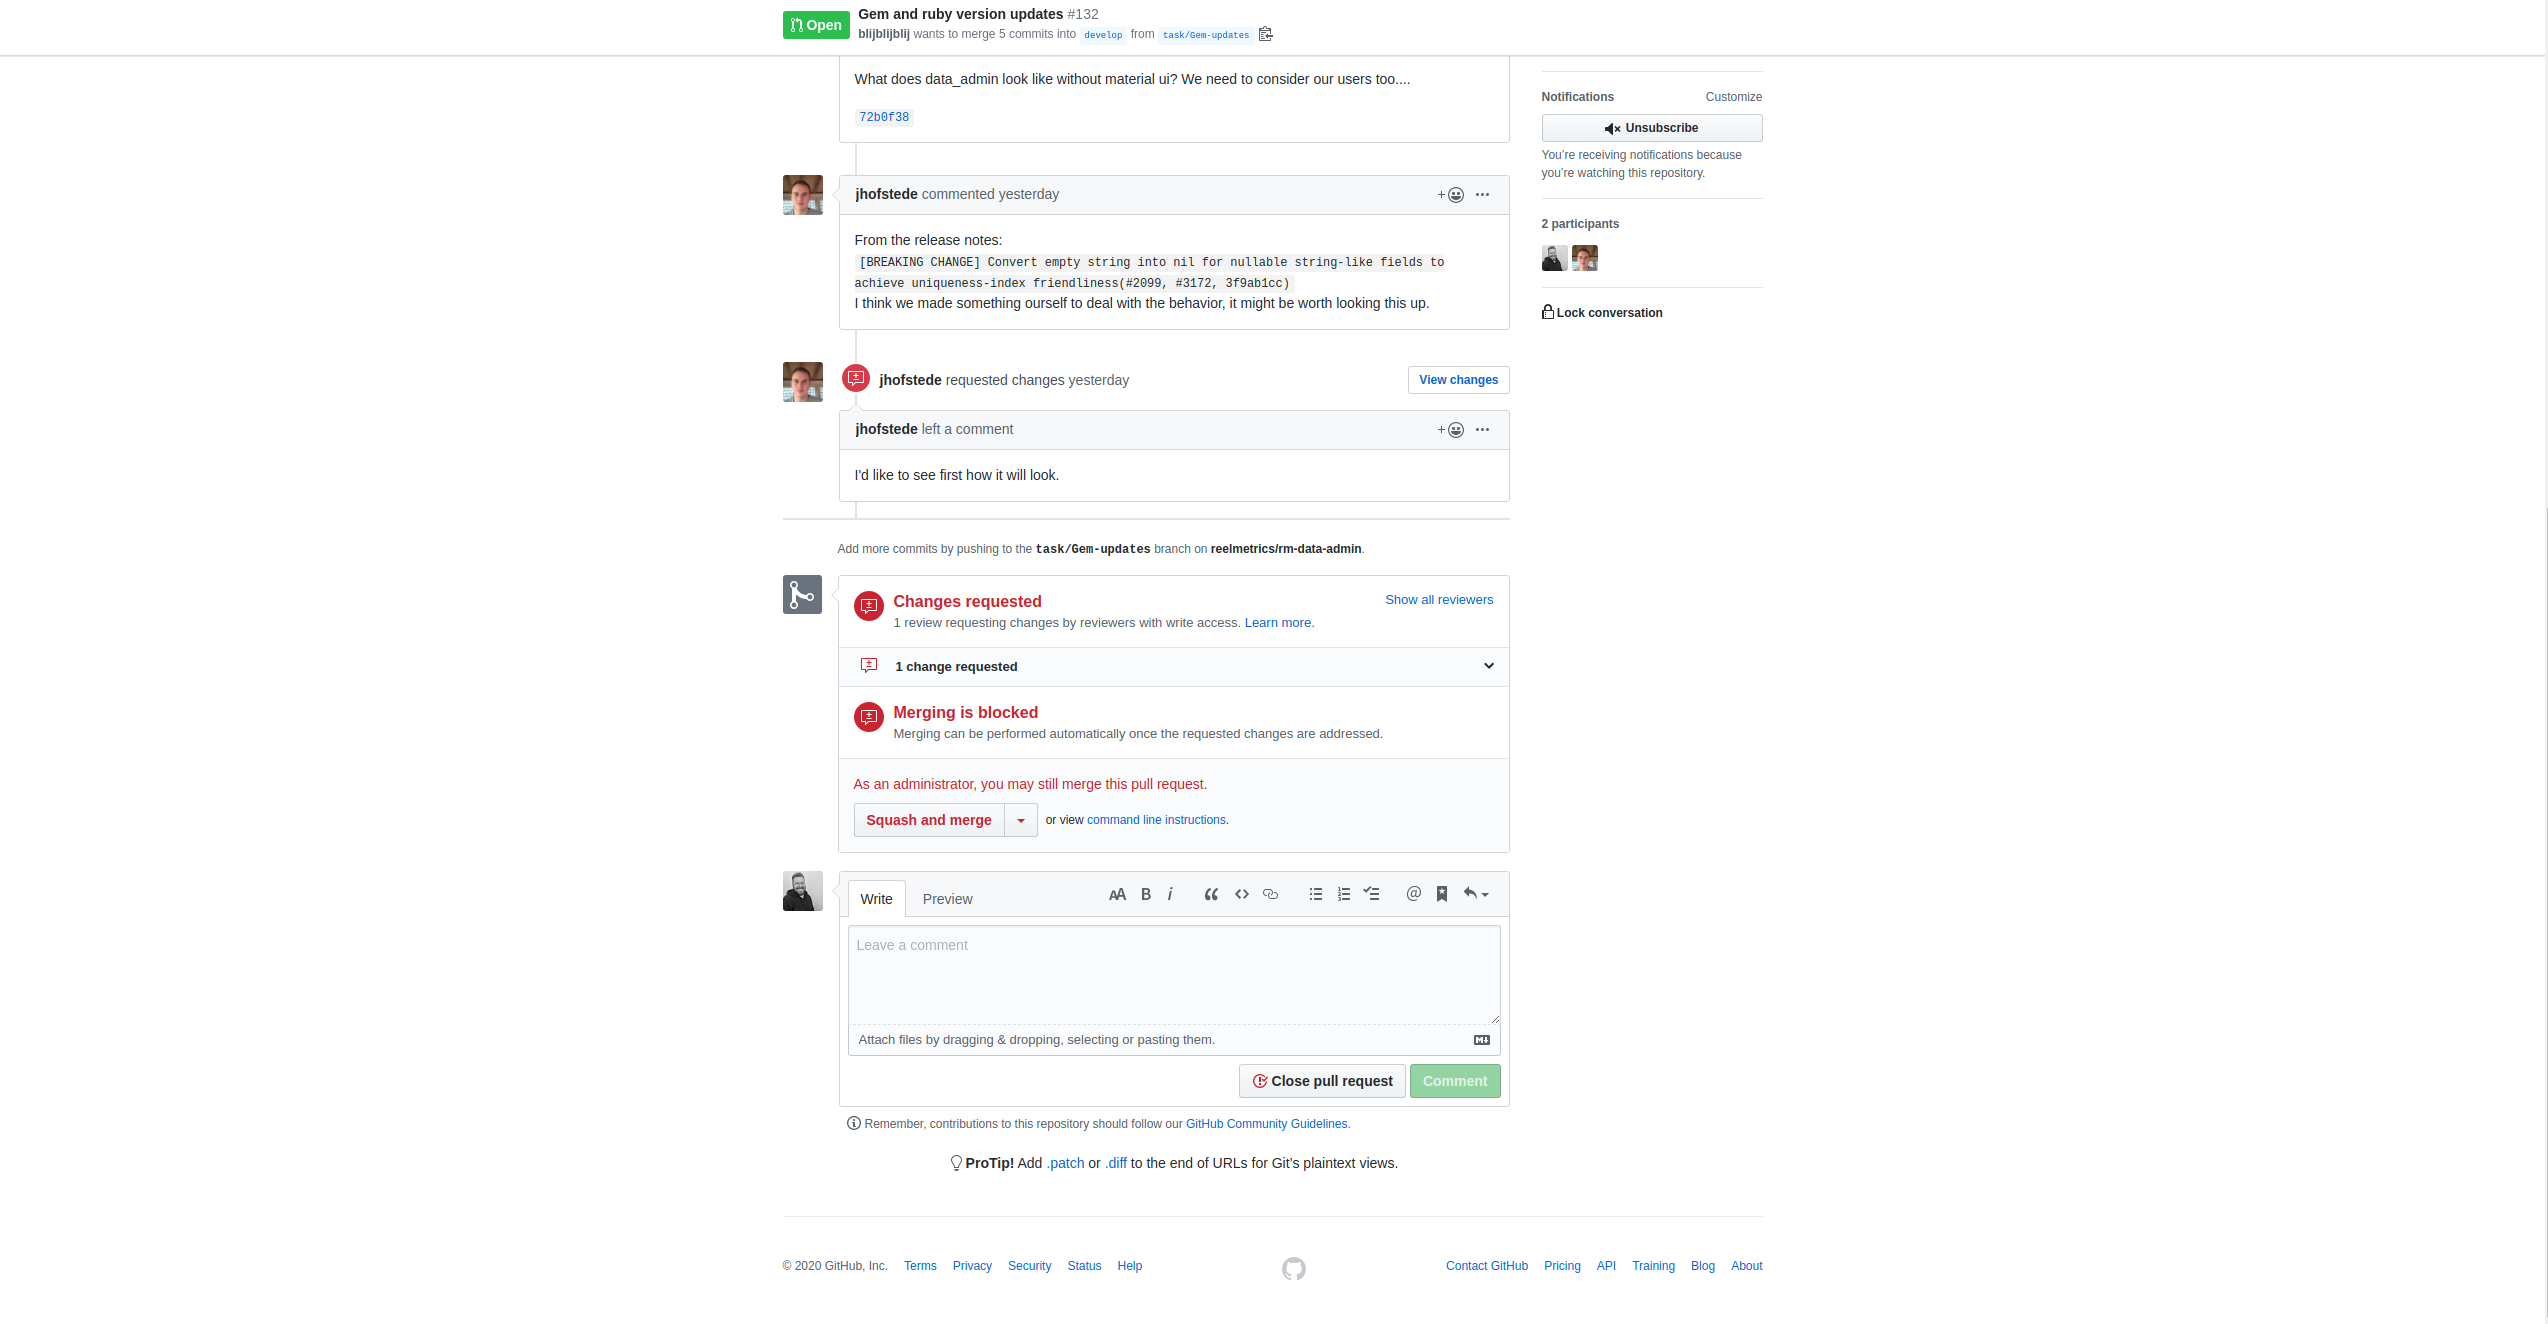 Open
Gem and ruby version updates #132
blijblijblij wants to merge 5 commits into develop from task/Gem-updates
What does data_admin look like without material ui? We need to consider our users too....
72b0f38
jhofstede commented yesterday
From the release notes:
[BREAKING CHANGE] Convert empty string into nil for nullable string-like fields to
achieve uniqueness-index friendliness(#2099, #3172, 3f9ab1cc)
I think we made something ourself to deal with the behavior, it might be worth looking this up.
jhofstede requested changes yesterday
View changes
jhofstede left a comment
I'd like to see first how it will look.
Add more commits by pushing to the task/Gem-updates branch on reelmetrics/rm-data-admin.
Changes requested
Show all reviewers
1 review requesting changes by reviewers with write access. Learn more.
1 change requested
Merging is blocked
Merging can be performed automatically once the requested changes are addressed.
As an administrator, you may still merge this pull request.
Squash and merge
or view command line instructions.
Write
Preview
Leave a comment
Attach files by dragging & dropping, selecting or pasting them.
Close pull request
Comment
Remember, contributions to this repository should follow our GitHub Community Guidelines.
ProTip! Add .patch or .diff to the end of URLs for Git's plaintext views.
Notifications
Customize
Unsubscribe
You're receiving notifications because
you're watching this repository.
2 participants
Lock conversation
© 2020 GitHub, Inc.
Terms
Privacy
Security
Status
Help
Contact GitHub
Pricing
API
Training
Blog
About